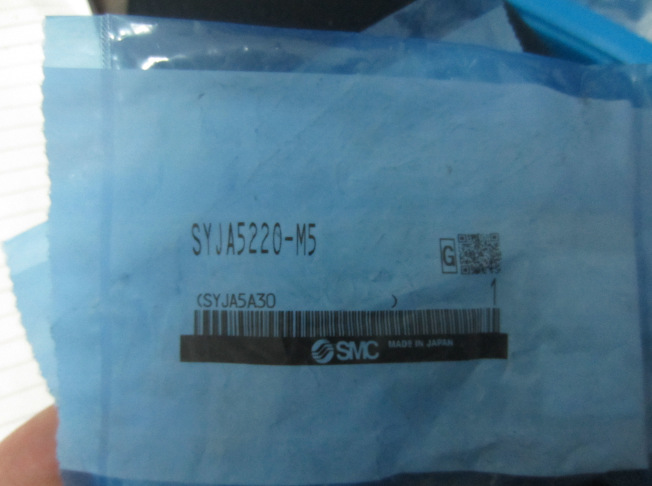 SYJA5220-M5
G
(SYJA5A30 ) 1
SMC MADE IN JAPAN